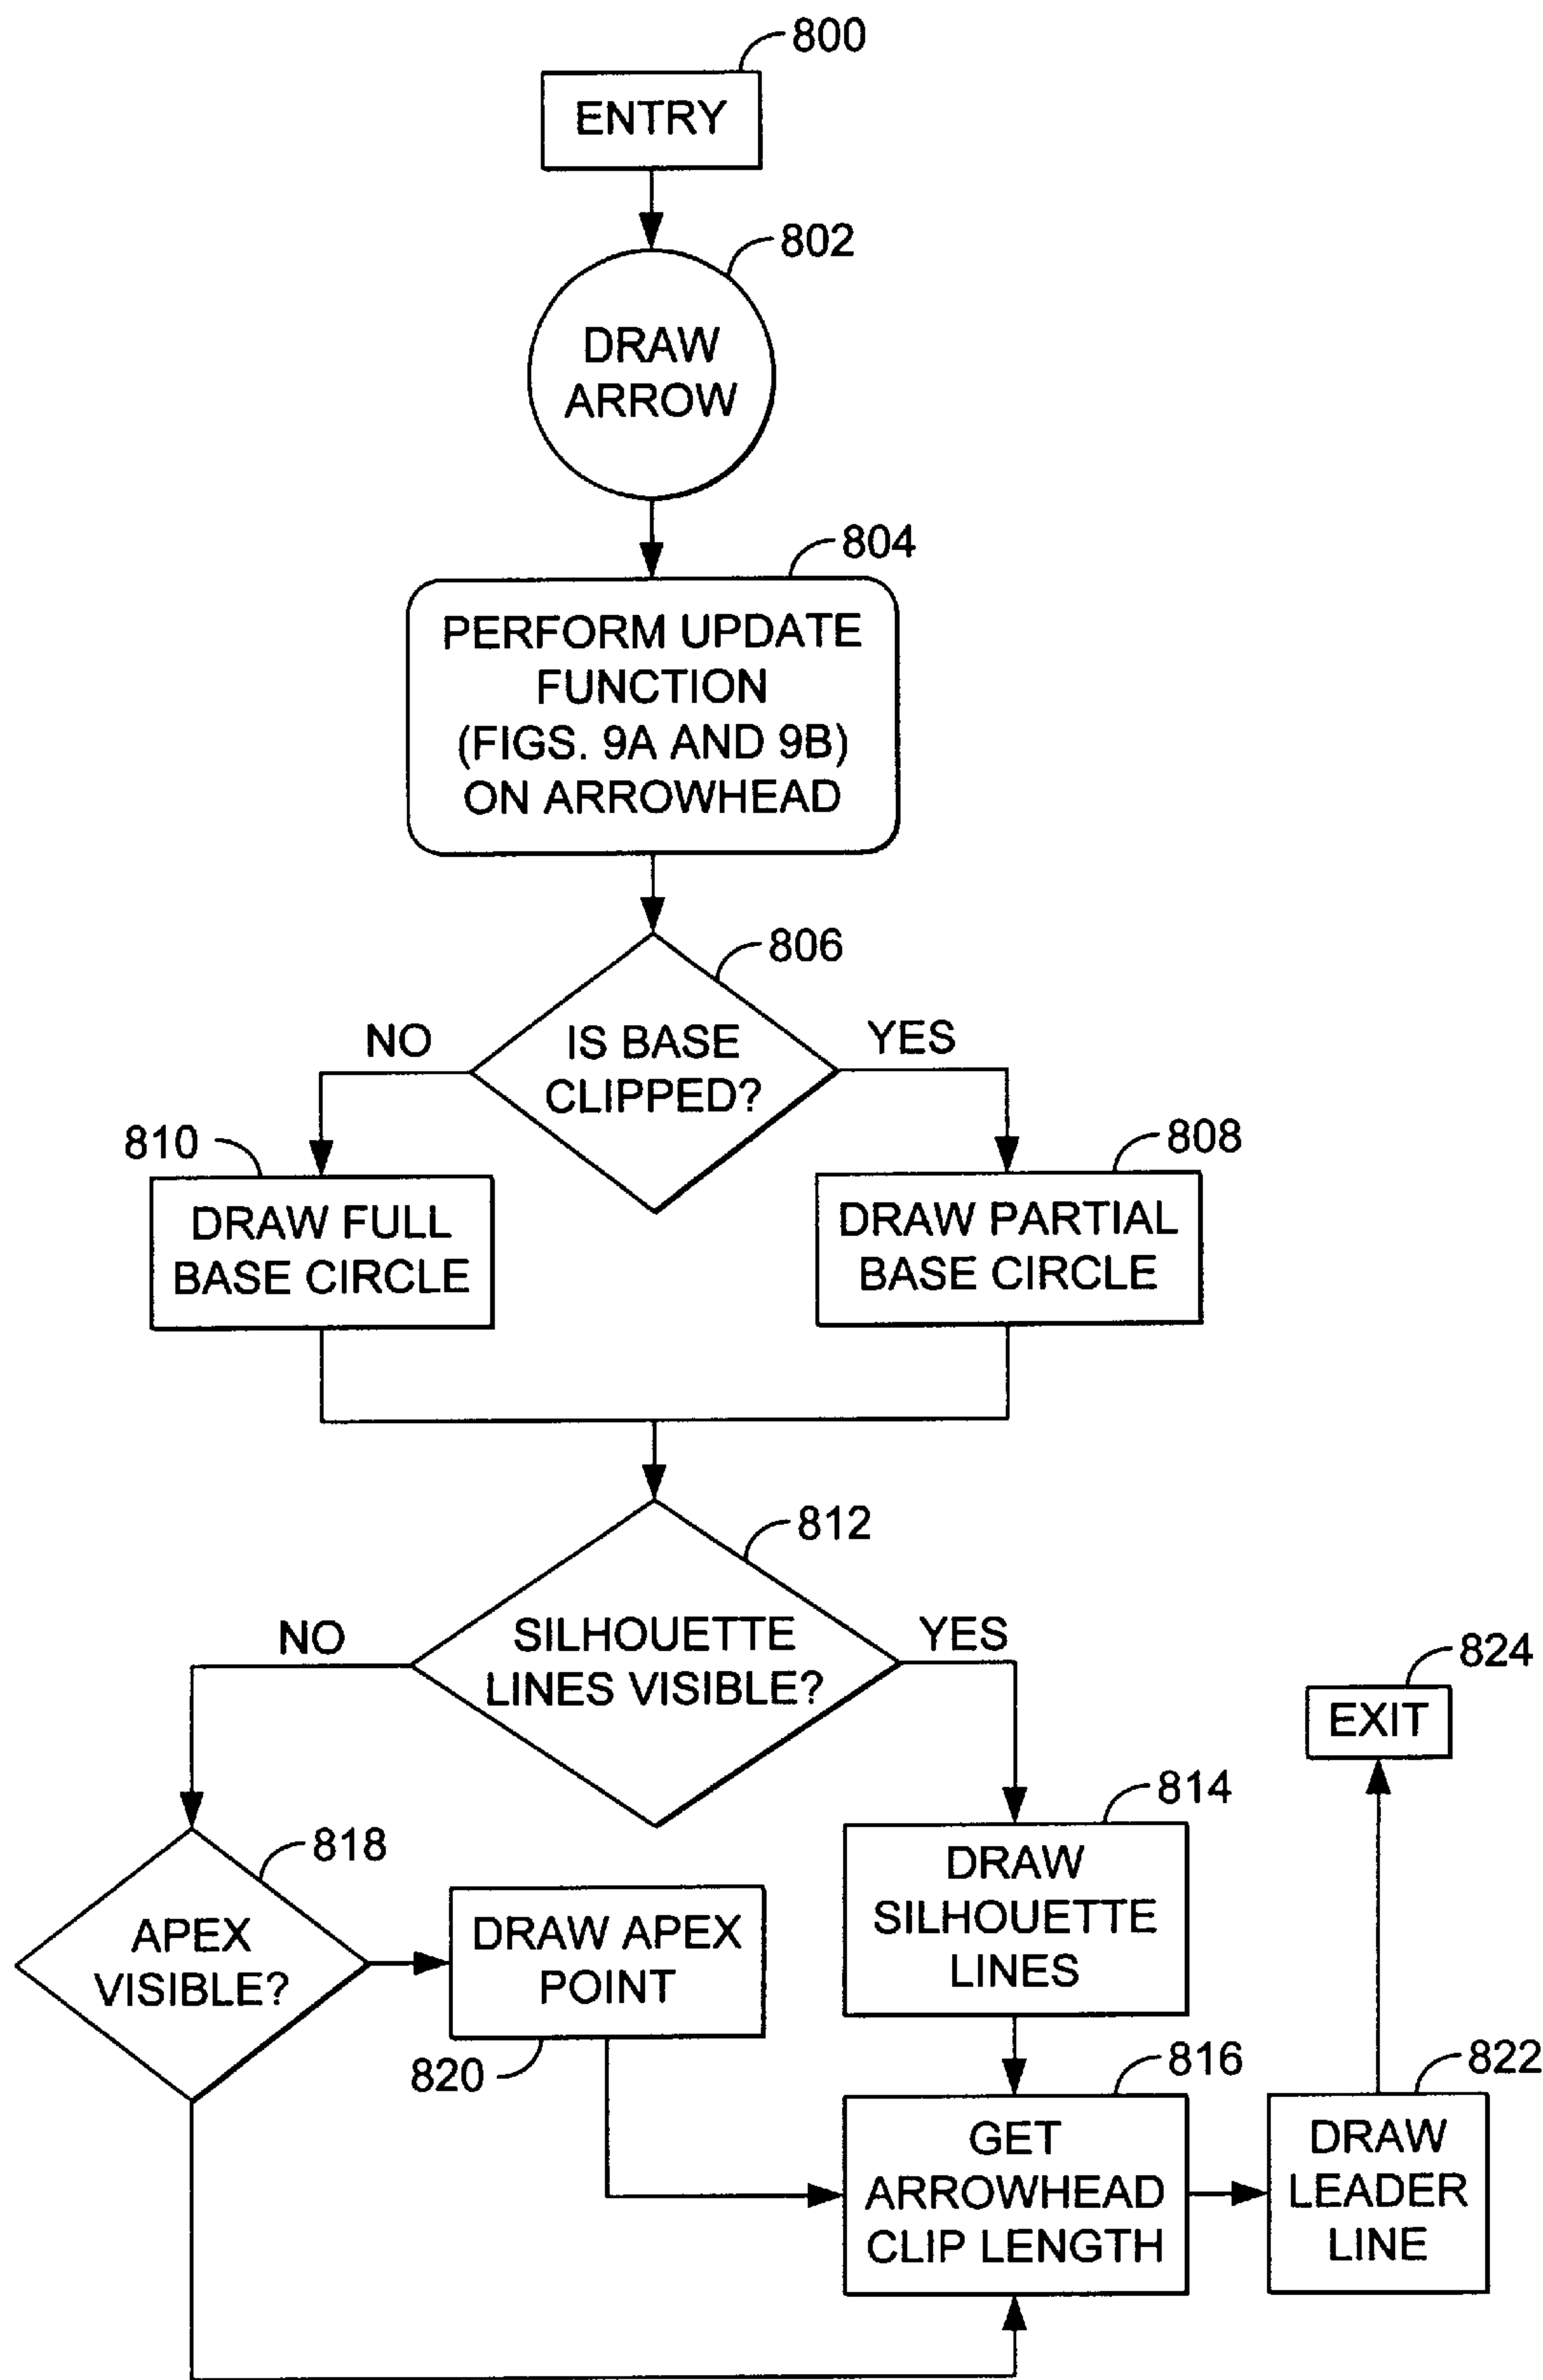 800
ENTRY
802
DRAW
ARROW
804
PERFORM UPDATE
FUNCTION
(FIGS. 9A AND 9B)
ON ARROWHEAD
806
NO
IS BASE
CLIPPED?
YES
810
808
DRAW FULL
BASE CIRCLE
DRAW PARTIAL
BASE CIRCLE
812
NO
SILHOUETTE
LINES VISIBLE?
YES
824
EXIT
818
814
APEX
VISIBLE?
DRAW APEX
POINT
820
DRAW
SILHOUETTE
LINES
816
822
GET
ARROWHEAD
CLIP LENGTH
DRAW
LEADER
LINE